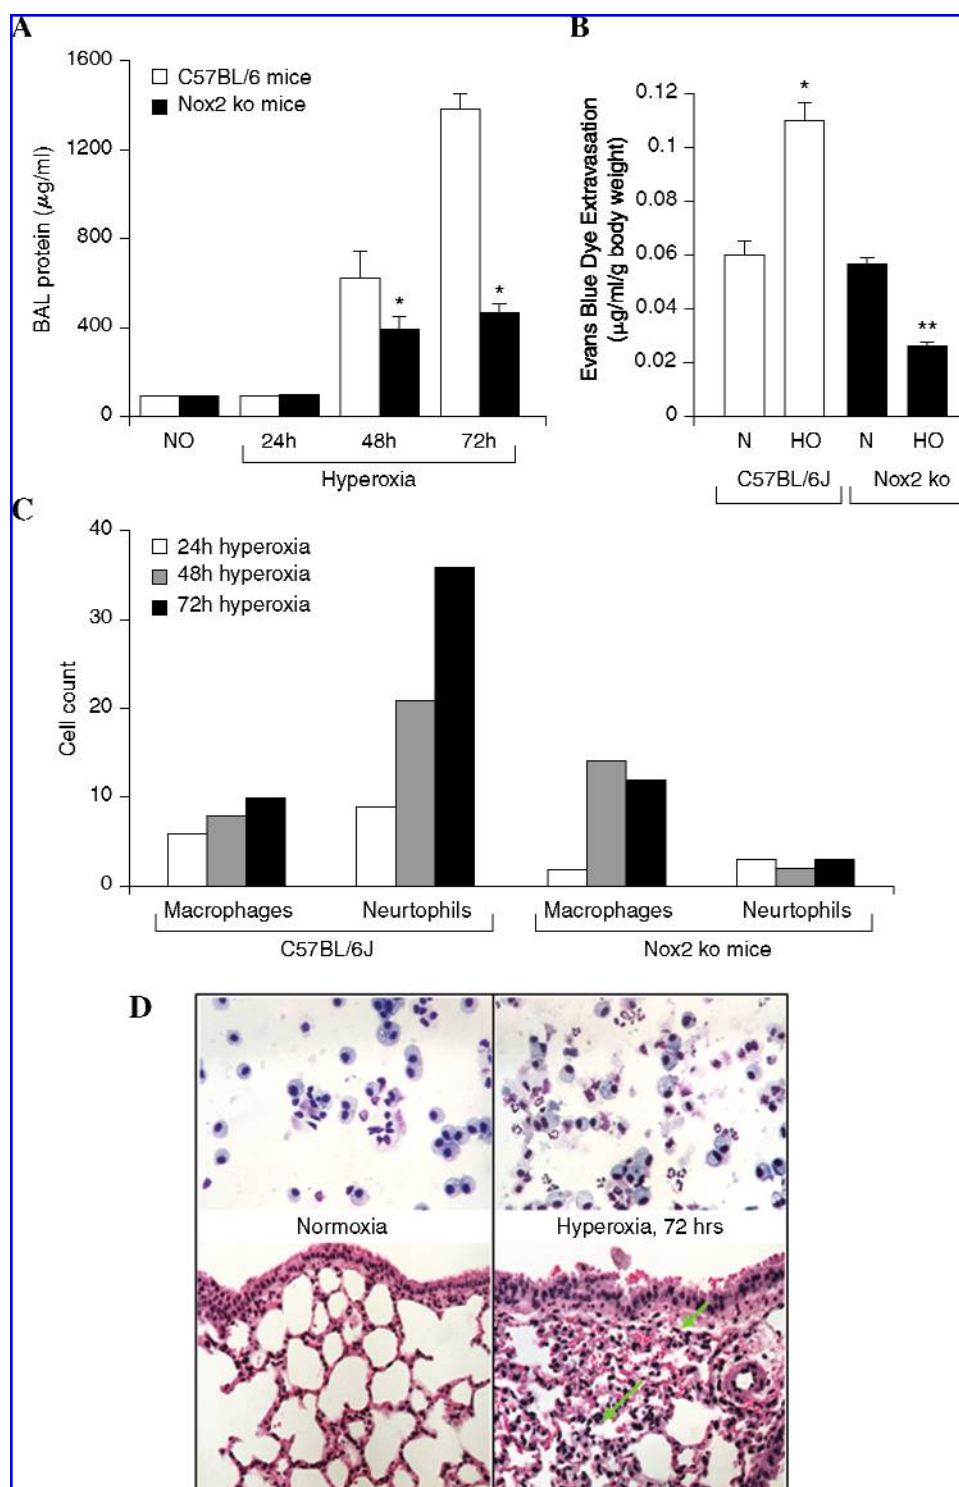 A
1600
1200
800
400
0
BAL protein (µg/ml)
C57BL/6 mice
Nox2 ko mice
*
*
NO 24h 48h 72h
Hyperoxia
B
0.12
0.1
0.08
0.06
0.04
0.02
0
Evans Blue Dye Extravasation
(µg/ml/g body weight)
*
**
N HO N HO
C57BL/6J Nox2 ko
C
40
30
20
10
0
Cell count
24h hyperoxia
48h hyperoxia
72h hyperoxia
Macrophages Neurtophils Macrophages Neurtophils
C57BL/6J Nox2 ko mice
D
Normoxia Hyperoxia, 72 hrs